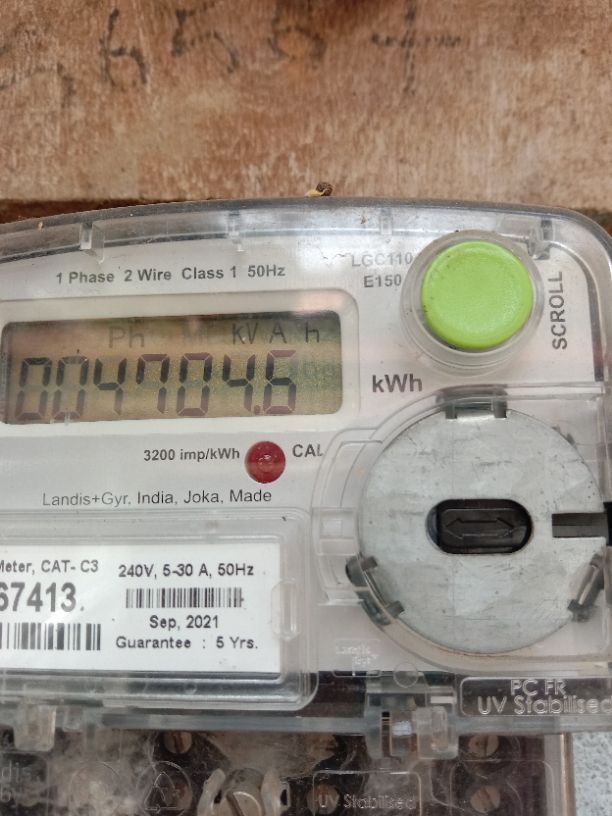 1 Phase 2 Wire Class 1 50Hz
LGC110
E150
SCROLL
kV A h
004704.6
kWh
3200 imp/kWh
CAL
Landis+Gyr, India, Joka, Made
Meter, CAT- C3
67413.
240V, 5-30 A, 50Hz
Sep, 2021
Guarantee : 5 Yrs.
PC FR
UV Stabilised
UV Stabilised